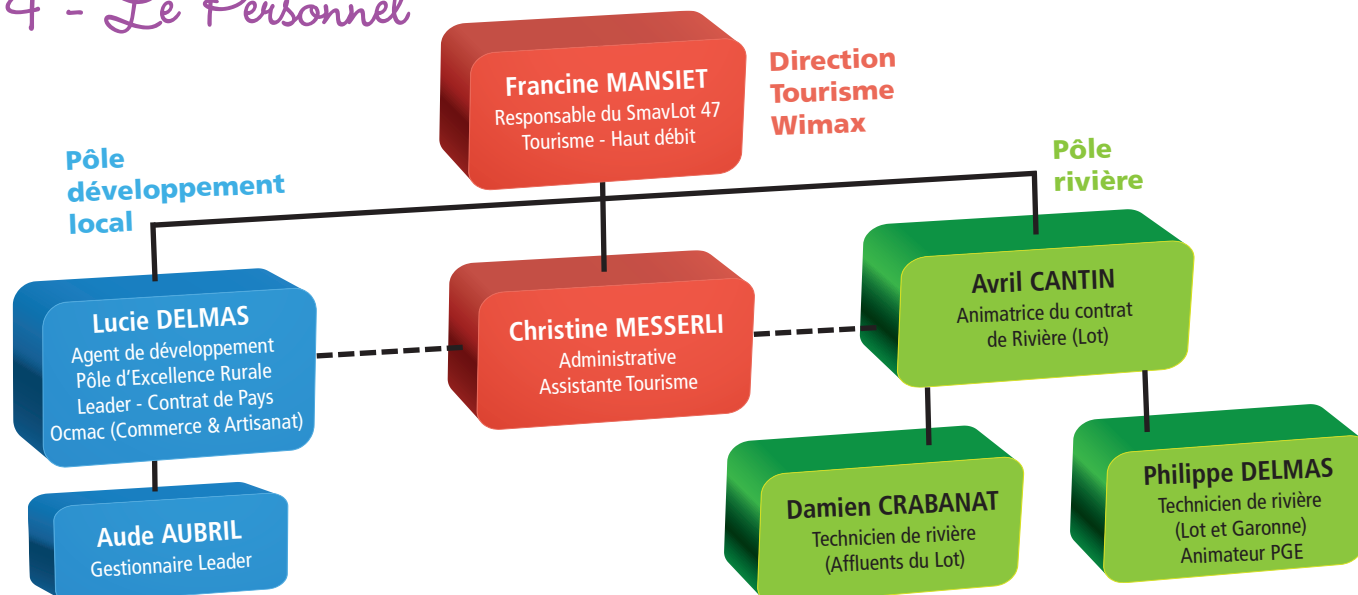 4 - Le Personnel
Francine MANSIET
Responsable du SmavLot 47
Tourisme - Haut débit
Direction
Tourisme
Wimax
Pôle
développement
local
Pôle
rivière
Lucie DELMAS
Agent de développement
Pôle d'Excellence Rurale
Leader - Contrat de Pays
Ocmac (Commerce & Artisanat)
Christine MESSERLI
Administrative
Assistante Tourisme
Avril CANTIN
Animatrice du contrat
de Rivière (Lot)
Aude AUBRIL
Gestionnaire Leader
Damien CRABANAT
Technicien de rivière
(Affluents du Lot)
Philippe DELMAS
Technicien de rivière
(Lot et Garonne)
Animateur PGE